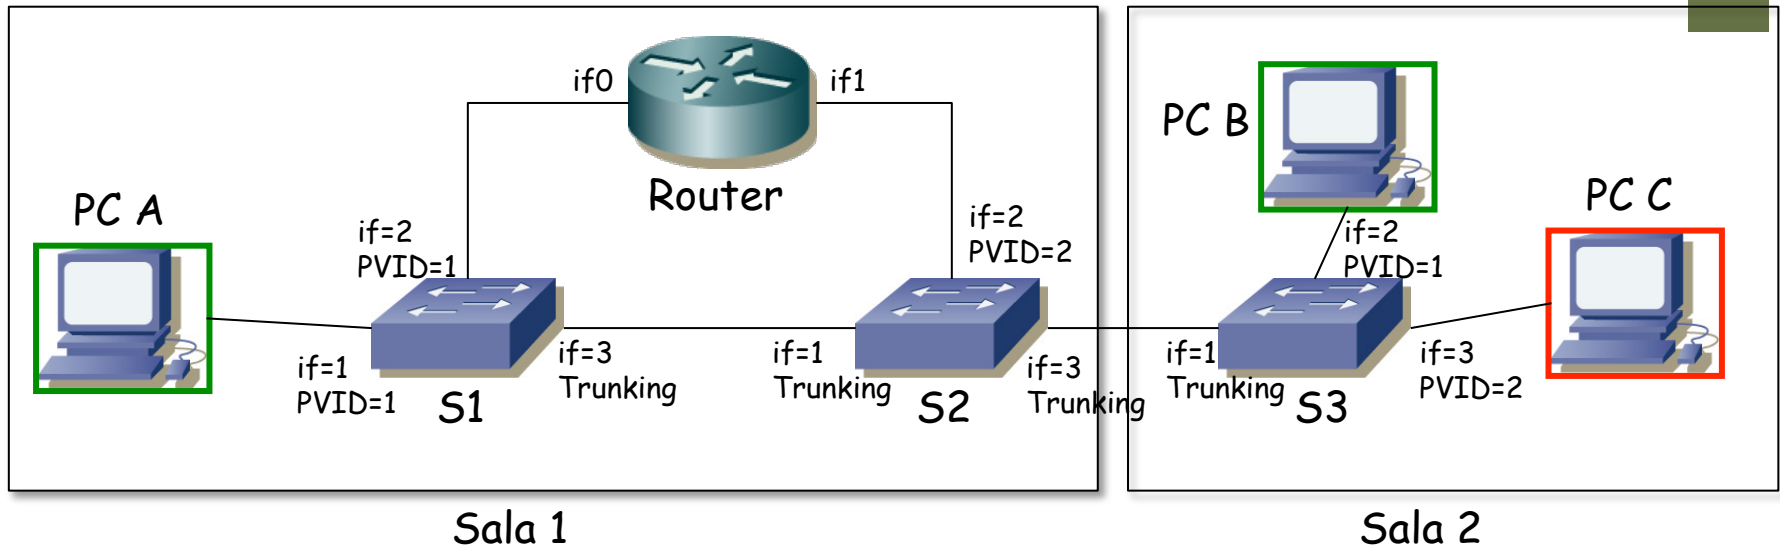 if0
if1
Router
PC A
if=2
PVID=1
if=1
PVID=1
S1
if=3
Trunking
if=2
PVID=2
if=1
Trunking
S2
if=3
Trunking
PC B
PC C
if=2
PVID=1
if=1
Trunking
S3
if=3
PVID=2
Sala 1
Sala 2